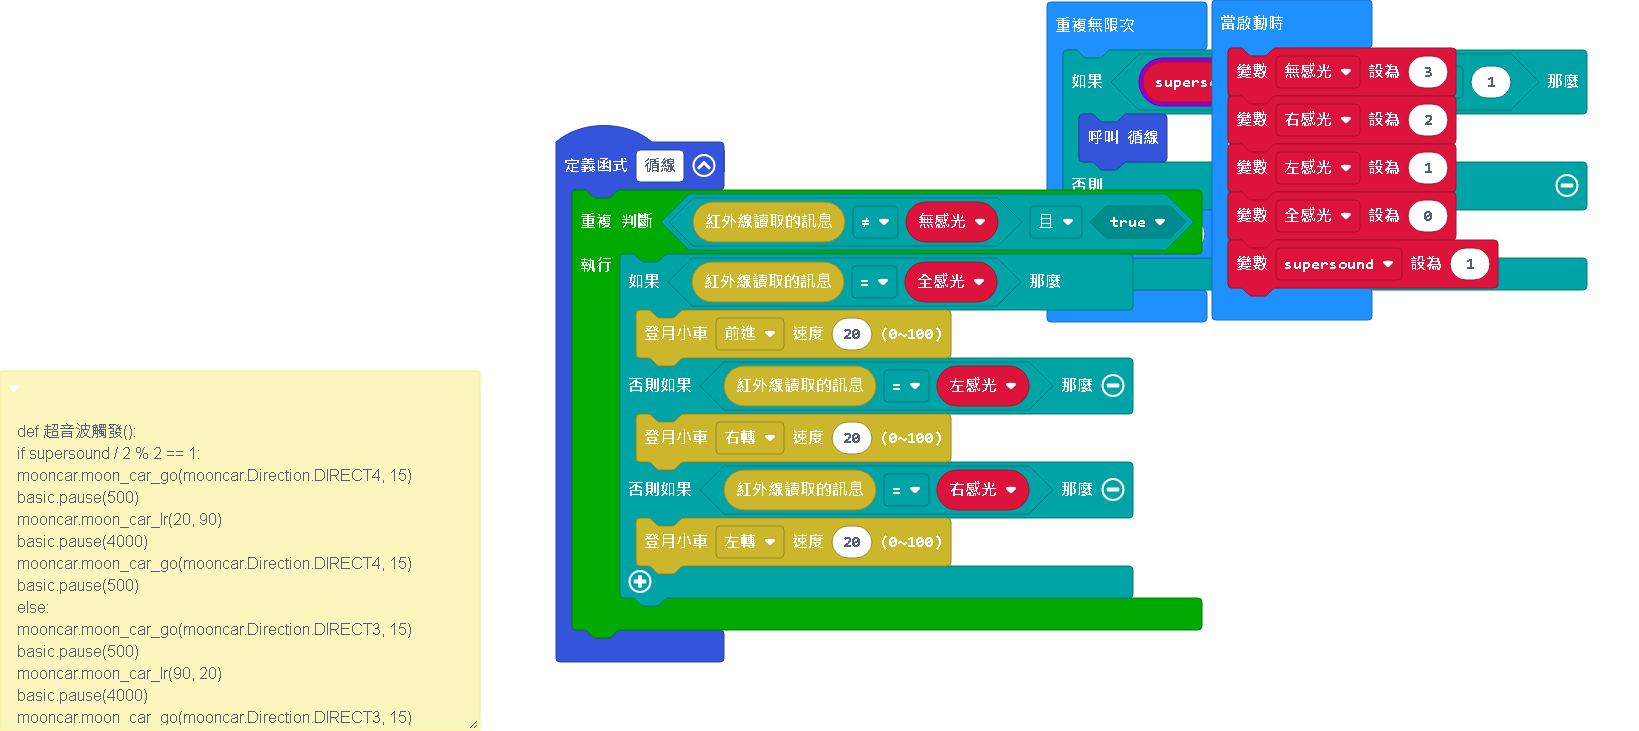 重複無限次
如果 1 那麼
呼叫 循線
否則
當啟動時
變數 無感光 設為 3
變數 右感光 設為 2
變數 左感光 設為 1
變數 全感光 設為 0
變數 supersound 設為 1
定義函式 循線
重複 判斷 紅外線讀取的訊息 ≠ 無感光 且 true
執行
如果 紅外線讀取的訊息 = 全感光 那麼
登月小車 前進 速度 20 (0~100)
否則如果 紅外線讀取的訊息 = 左感光 那麼
登月小車 右轉 速度 20 (0~100)
否則如果 紅外線讀取的訊息 = 右感光 那麼
登月小車 左轉 速度 20 (0~100)
def 超音波觸發():
if supersound / 2 % 2 == 1:
mooncar.moon_car_go(mooncar.Direction.DIRECT4, 15)
basic.pause(500)
mooncar.moon_car_lr(20, 90)
basic.pause(4000)
mooncar.moon_car_go(mooncar.Direction.DIRECT4, 15)
basic.pause(500)
else:
mooncar.moon_car_go(mooncar.Direction.DIRECT3, 15)
basic.pause(500)
mooncar.moon_car_lr(90, 20)
basic.pause(4000)
mooncar.moon_car_go(mooncar.Direction.DIRECT3, 15)